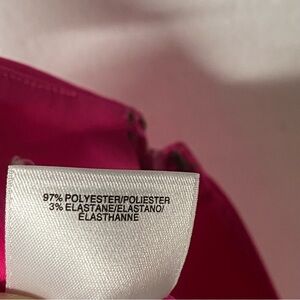 97% POLYESTER/POLIESTER
3% ELASTANE/ELASTANO/
ÉLASTHANNE